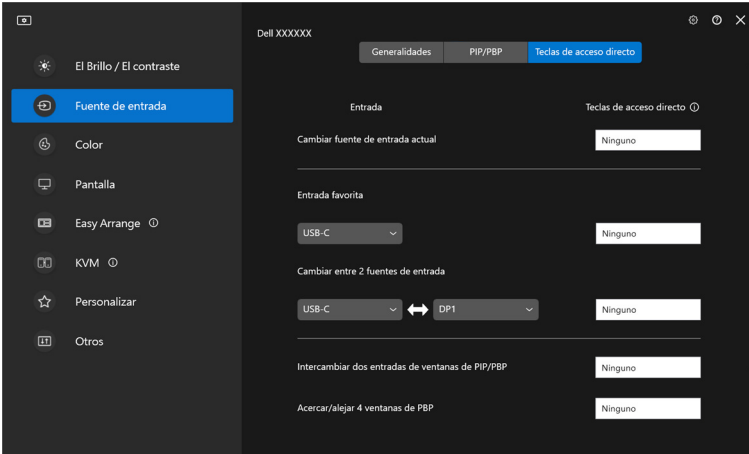 Dell XXXXXX
Generalidades PIP/PBP Teclas de acceso directo
El Brillo / El contraste
Fuente de entrada
Color
Pantalla
Easy Arrange
KVM
Personalizar
Otros
Entrada Teclas de acceso directo
Cambiar fuente de entrada actual Ninguno
Entrada favorita
USB-C Ninguno
Cambiar entre 2 fuentes de entrada
USB-C DP1 Ninguno
Intercambiar dos entradas de ventanas de PIP/PBP Ninguno
Acercar/alejar 4 ventanas de PBP Ninguno